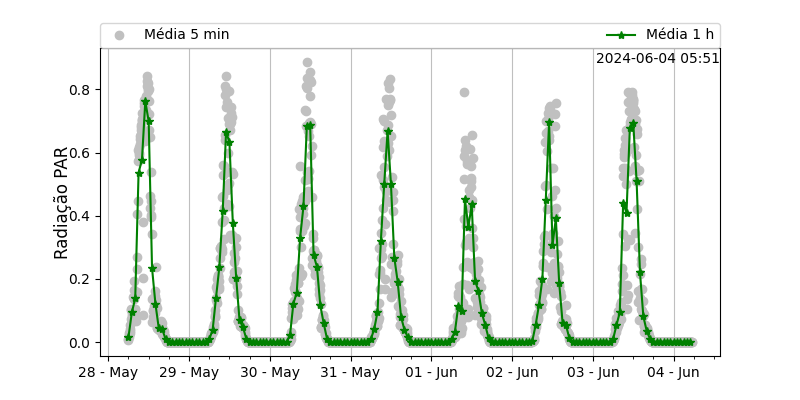 Média 5 min
Média 1 h
2024-06-04 05:51
Radiação PAR
0.8
0.6
0.4
0.2
0.0
28 - May
29 - May
30 - May
31 - May
01 - Jun
02 - Jun
03 - Jun
04 - Jun